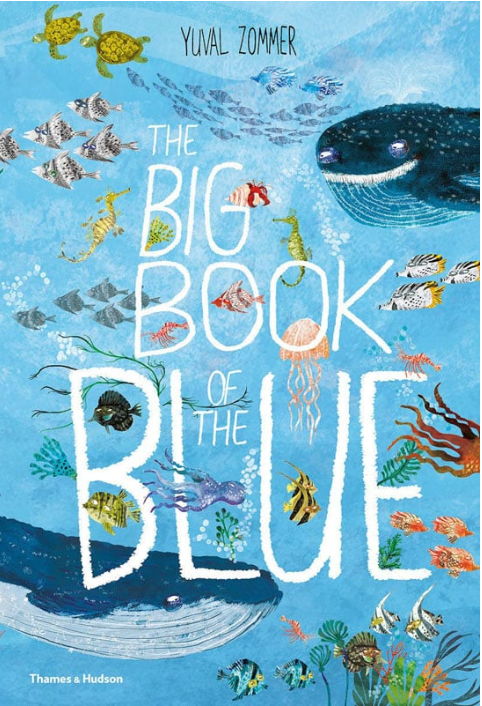 YUVAL ZOMMER
THE
BIG
BOOK
OF
THE
BLUE
Thames & Hudson